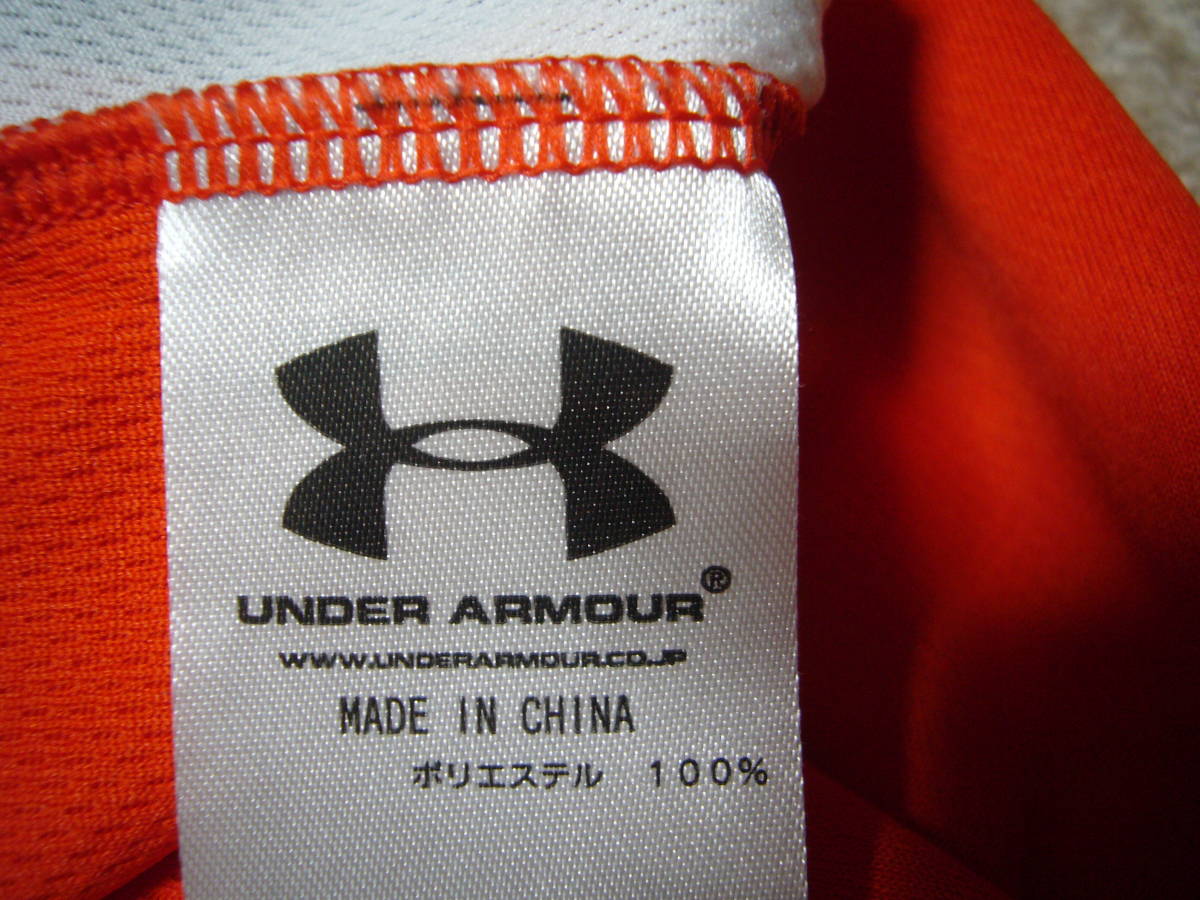 UNDER ARMOUR®
WWW.UNDERARMOUR.CO.JP
MADE IN CHINA
ポリエステル 100%